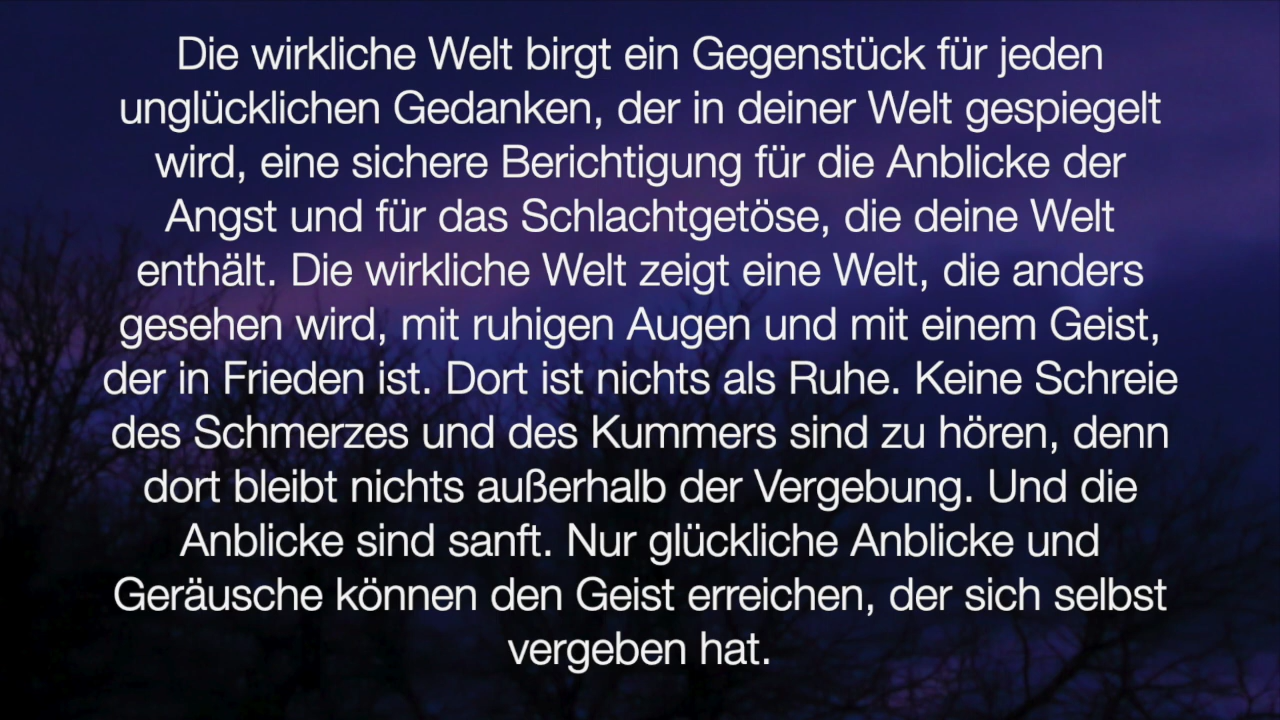 Die wirkliche Welt birgt ein Gegenstück für jeden
unglücklichen Gedanken, der in deiner Welt gespiegelt
wird, eine sichere Berichtigung für die Anblicke der
Angst und für das Schlachtgetöse, die deine Welt
enthält. Die wirkliche Welt zeigt eine Welt, die anders
gesehen wird, mit ruhigen Augen und mit einem Geist,
der in Frieden ist. Dort ist nichts als Ruhe. Keine Schreie
des Schmerzes und des Kummers sind zu hören, denn
dort bleibt nichts außerhalb der Vergebung. Und die
Anblicke sind sanft. Nur glückliche Anblicke und
Geräusche können den Geist erreichen, der sich selbst
vergeben hat.